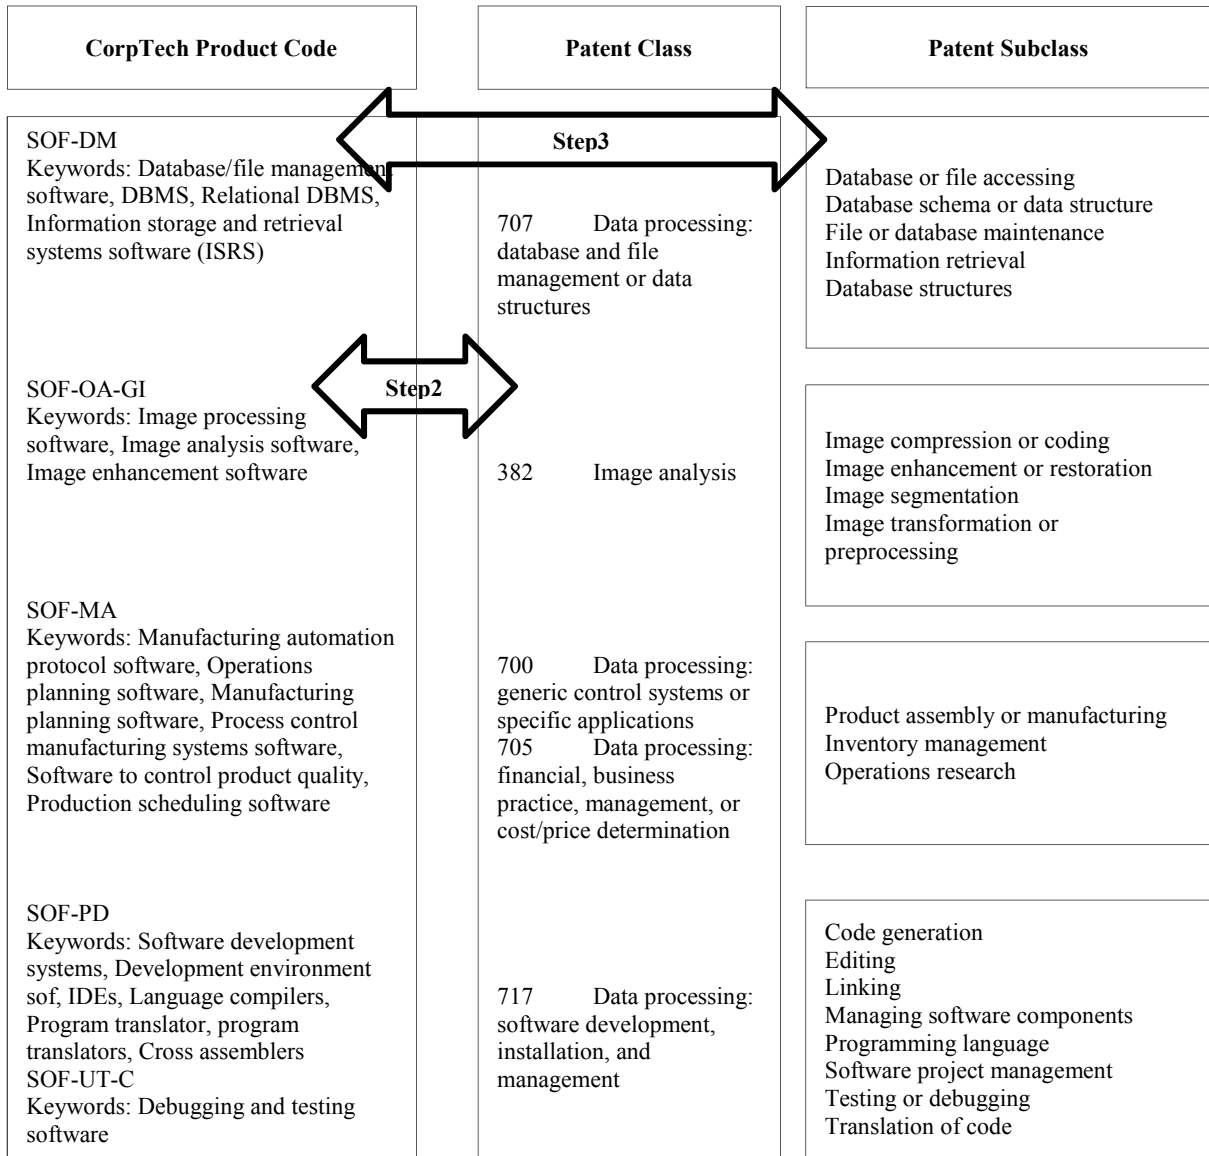 CorpTech Product Code
Patent Class
Patent Subclass
Step3
SOF-DM
Keywords: Database/file management
software, DBMS, Relational DBMS,
Information storage and retrieval
systems software (ISRS)
707 Data processing:
database and file
management or data
structures
Database or file accessing
Database schema or data structure
File or database maintenance
Information retrieval
Database structures
Step2
SOF-OA-GI
Keywords: Image processing
software, Image analysis software,
Image enhancement software
382 Image analysis
Image compression or coding
Image enhancement or restoration
Image segmentation
Image transformation or
preprocessing
SOF-MA
Keywords: Manufacturing automation
protocol software, Operations
planning software, Manufacturing
planning software, Process control
manufacturing systems software,
Software to control product quality,
Production scheduling software
700 Data processing:
generic control systems or
specific applications
705 Data processing:
financial, business
practice, management, or
cost/price determination
Product assembly or manufacturing
Inventory management
Operations research
SOF-PD
Keywords: Software development
systems, Development environment
sof, IDEs, Language compilers,
Program translator, program
translators, Cross assemblers
SOF-UT-C
Keywords: Debugging and testing
software
717 Data processing:
software development,
installation, and
management
Code generation
Editing
Linking
Managing software components
Programming language
Software project management
Testing or debugging
Translation of code